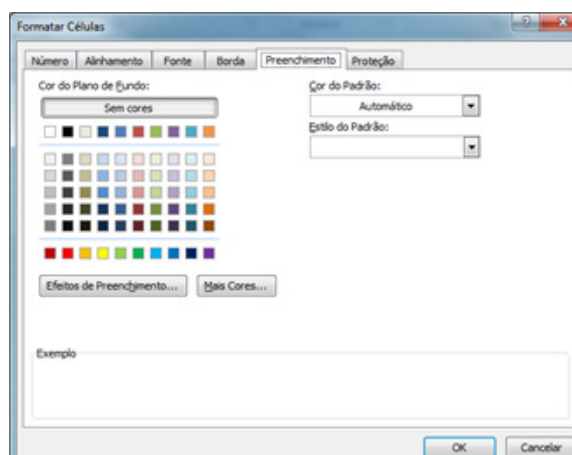 Formatar Células
Número Alinhamento Fonte Borda Preenchimento Proteção
Cor do Plano de Fundo:
Sem cores
Cor do Padrão:
Automático
Estilo do Padrão:
Efeitos de Preenchimento... Mais Cores...
Exemplo
OK Cancelar